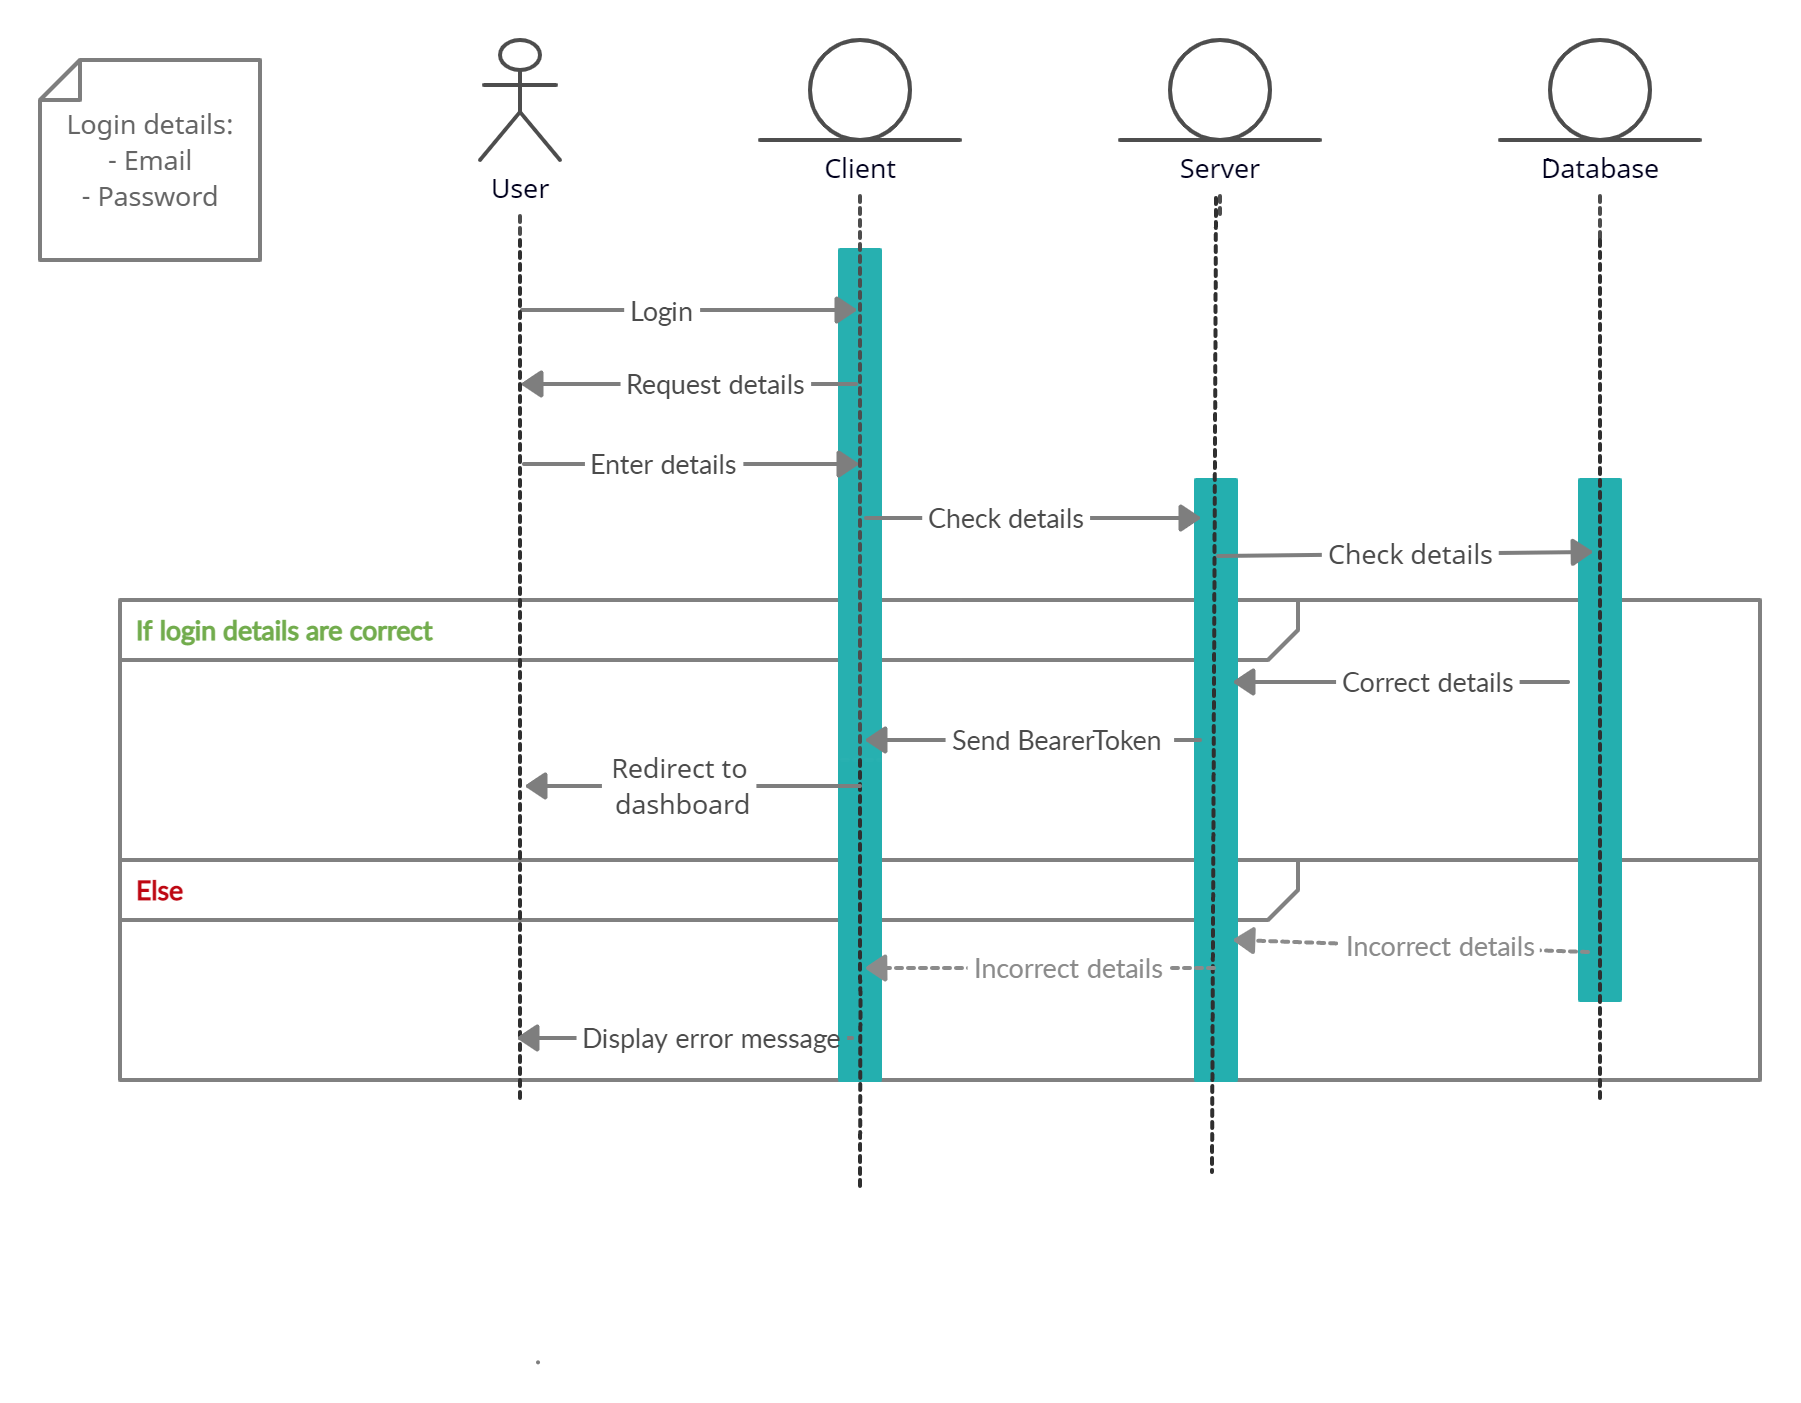 Login details:
- Email
- Password
User
Client
Server
Database
Login
Request details
Enter details
Check details
Check details
If login details are correct
Correct details
Send BearerToken
Redirect to
dashboard
Else
Incorrect details
Incorrect details
Display error message